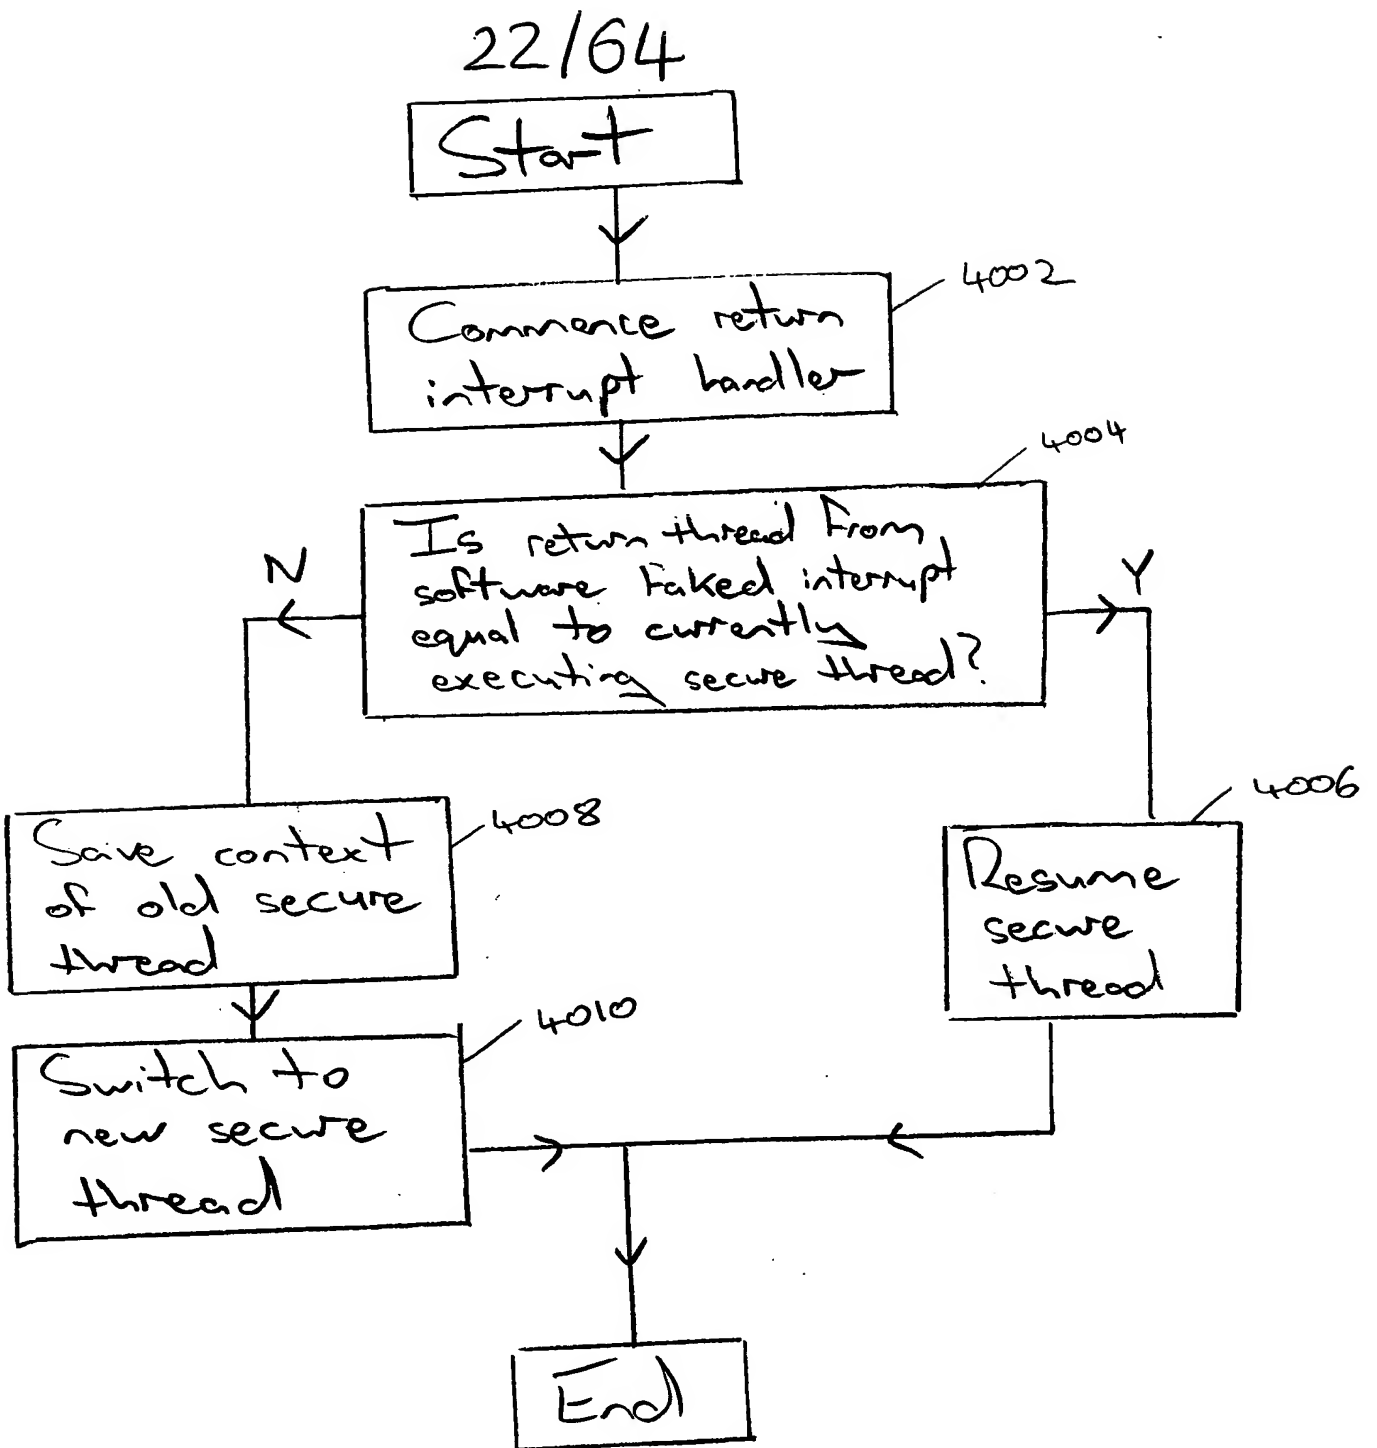 22/64
Start
4002
Commence return
interrupt handler
4004
Is return thread from
software faked interrupt
equal to currently
executing secure thread?
N
Y
4008
Save context
of old secure
thread
4006
Resume
secure
thread
4010
Switch to
new secure
thread
End